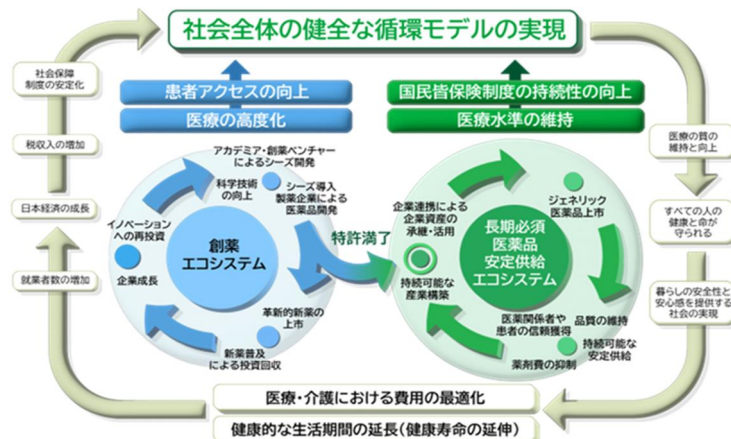 社会全体の健全な循環モデルの実現
社会保障
制度の安定化
税収入の増加
日本経済の成長
就業者数の増加
患者アクセスの向上
医療の高度化
国民皆保険制度の持続性の向上
医療水準の維持
アカデミア・創薬ベンチャー
によるシーズ開発
科学技術
の向上
シーズ導入
製薬企業による
医薬品開発
イノベーション
への再投資
創薬
エコシステム
企業成長
革新的新薬の
上市
新薬普及
による投資回収
特許満了
企業連携による
企業資産の
承継・活用
ジェネリック
医薬品上市
長期必須
医薬品
安定供給
エコシステム
持続可能な
産業構築
医薬関係者や
患者の信頼獲得
品質の維持
持続可能な
安定供給
薬剤費の抑制
医療の質の
維持と向上
すべての人の
健康と命が
守られる
暮らしの安全性と
安心感を提供する
社会の実現
医療・介護における費用の最適化
健康的な生活期間の延長(健康寿命の延伸)